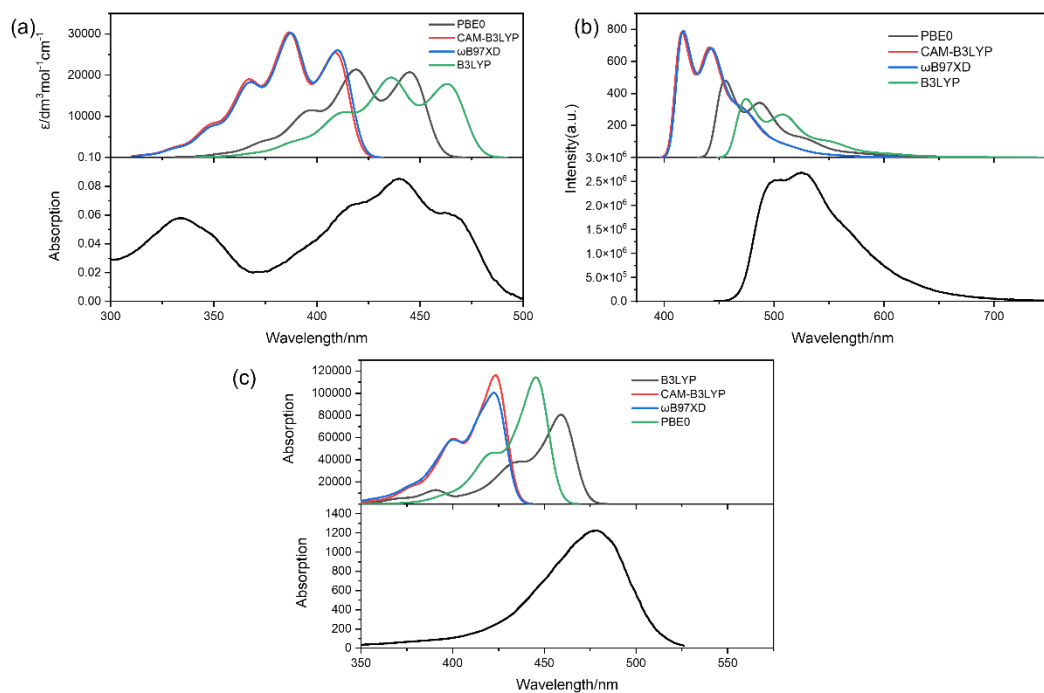 (a)
PBE0
CAM-B3LYP
ωB97XD
B3LYP
ε/dm³mol⁻¹cm⁻¹
30000
20000
10000
0.10
Absorption
0.08
0.06
0.04
0.02
0.00
300 350 400 450 500
Wavelength/nm
(b)
PBE0
CAM-B3LYP
ωB97XD
B3LYP
Intensity(a.u.)
800
600
400
200
3.0×10⁶
2.5×10⁶
2.0×10⁶
1.5×10⁶
1.0×10⁶
5.0×10⁵
0.0
400 500 600 700
Wavelength/nm
(c)
B3LYP
CAM-B3LYP
ωB97XD
PBE0
Absorption
120000
100000
80000
60000
40000
20000
Absorption
1400
1200
1000
800
600
400
200
0
350 400 450 500 550
Wavelength/nm